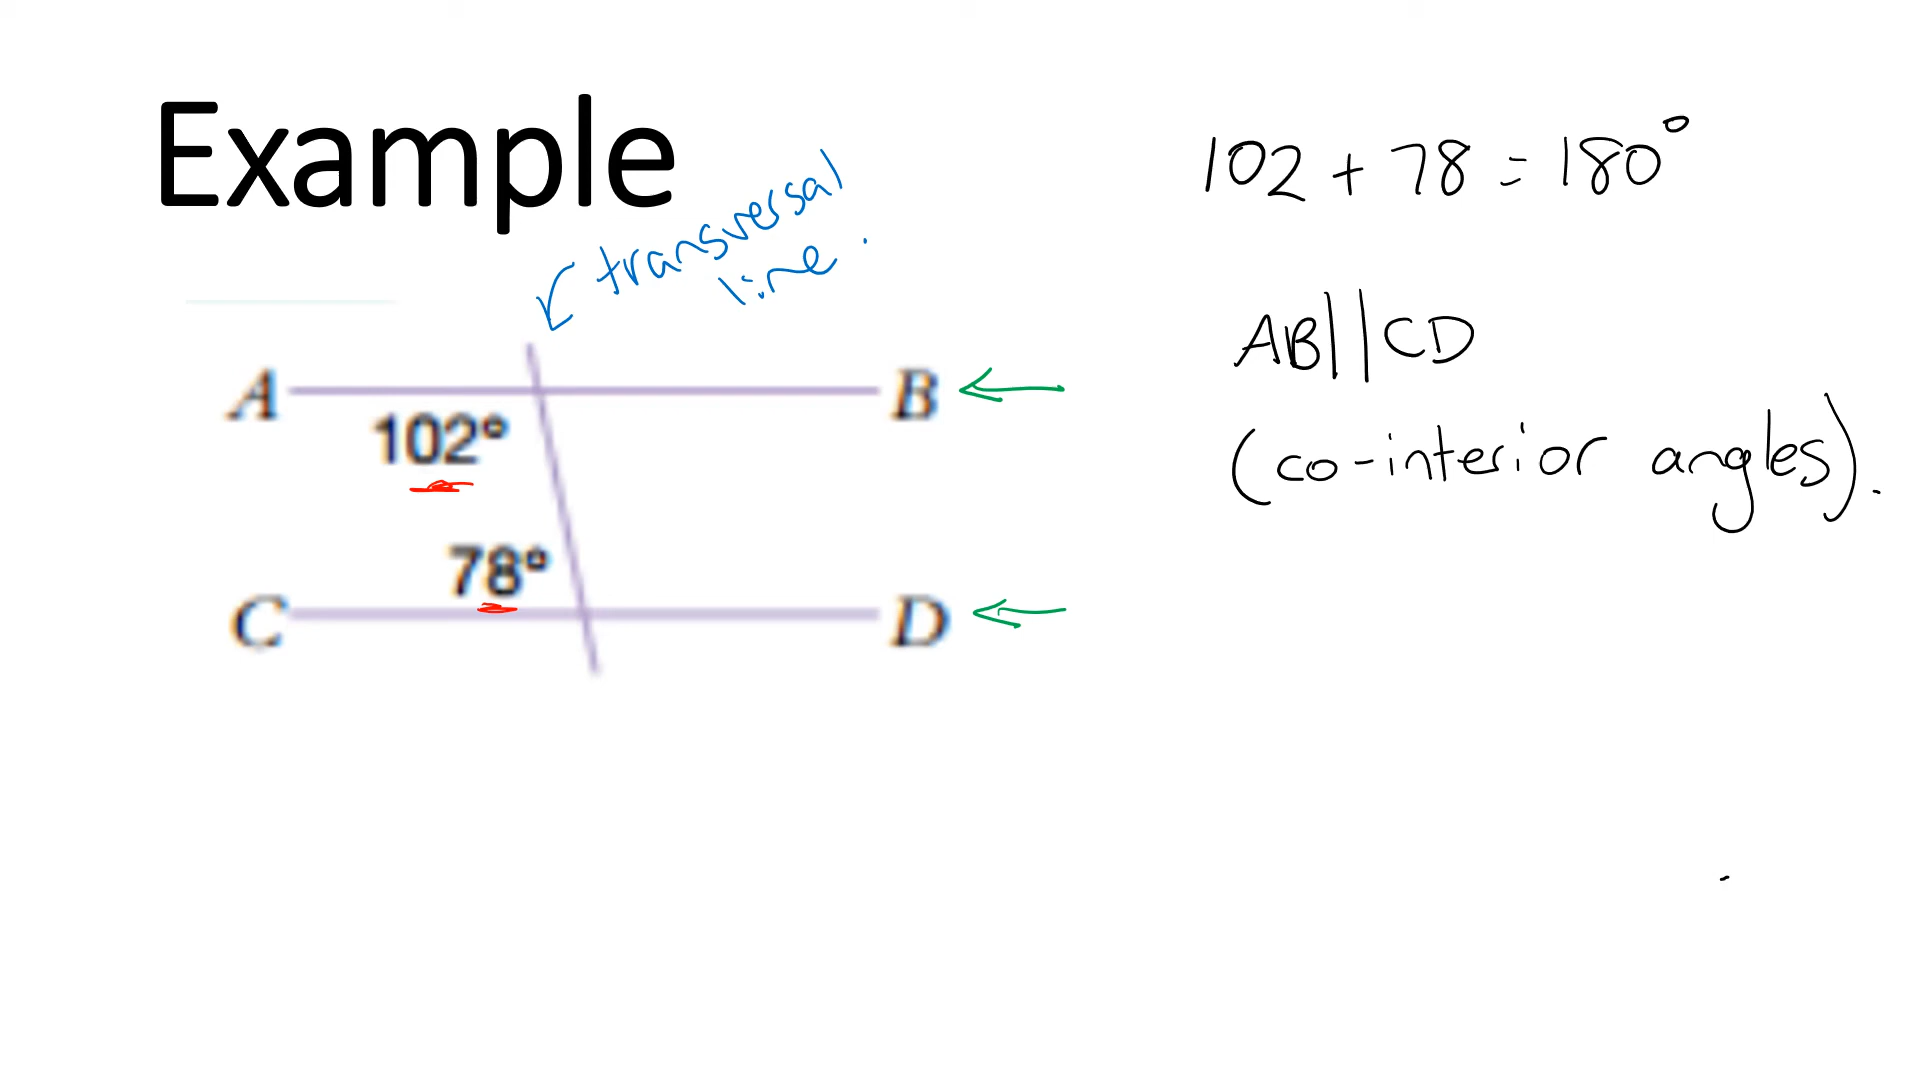 Example
transversal
line.
A B
102°
78°
C D
102 + 78 = 180°
AB||CD
(co-interior angles).